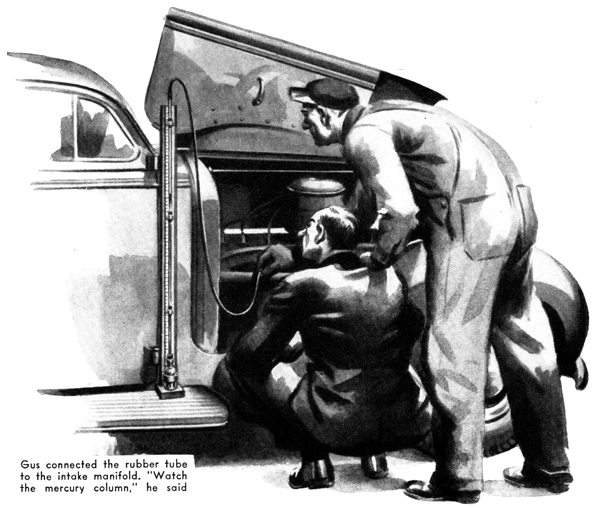 Gus connected the rubber tube
to the intake manifold. "Watch
the mercury column," he said